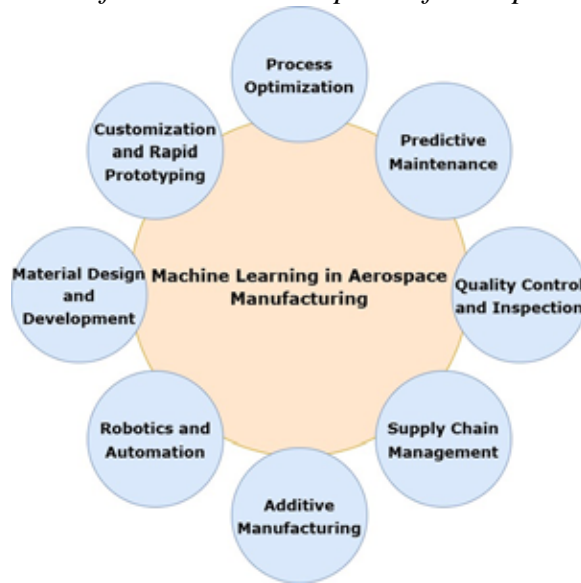 Process
Optimization
Predictive
Maintenance
Quality Control
and Inspection
Supply Chain
Management
Additive
Manufacturing
Robotics and
Automation
Material Design
and
Development
Customization
and Rapid
Prototyping
Machine Learning in Aerospace
Manufacturing